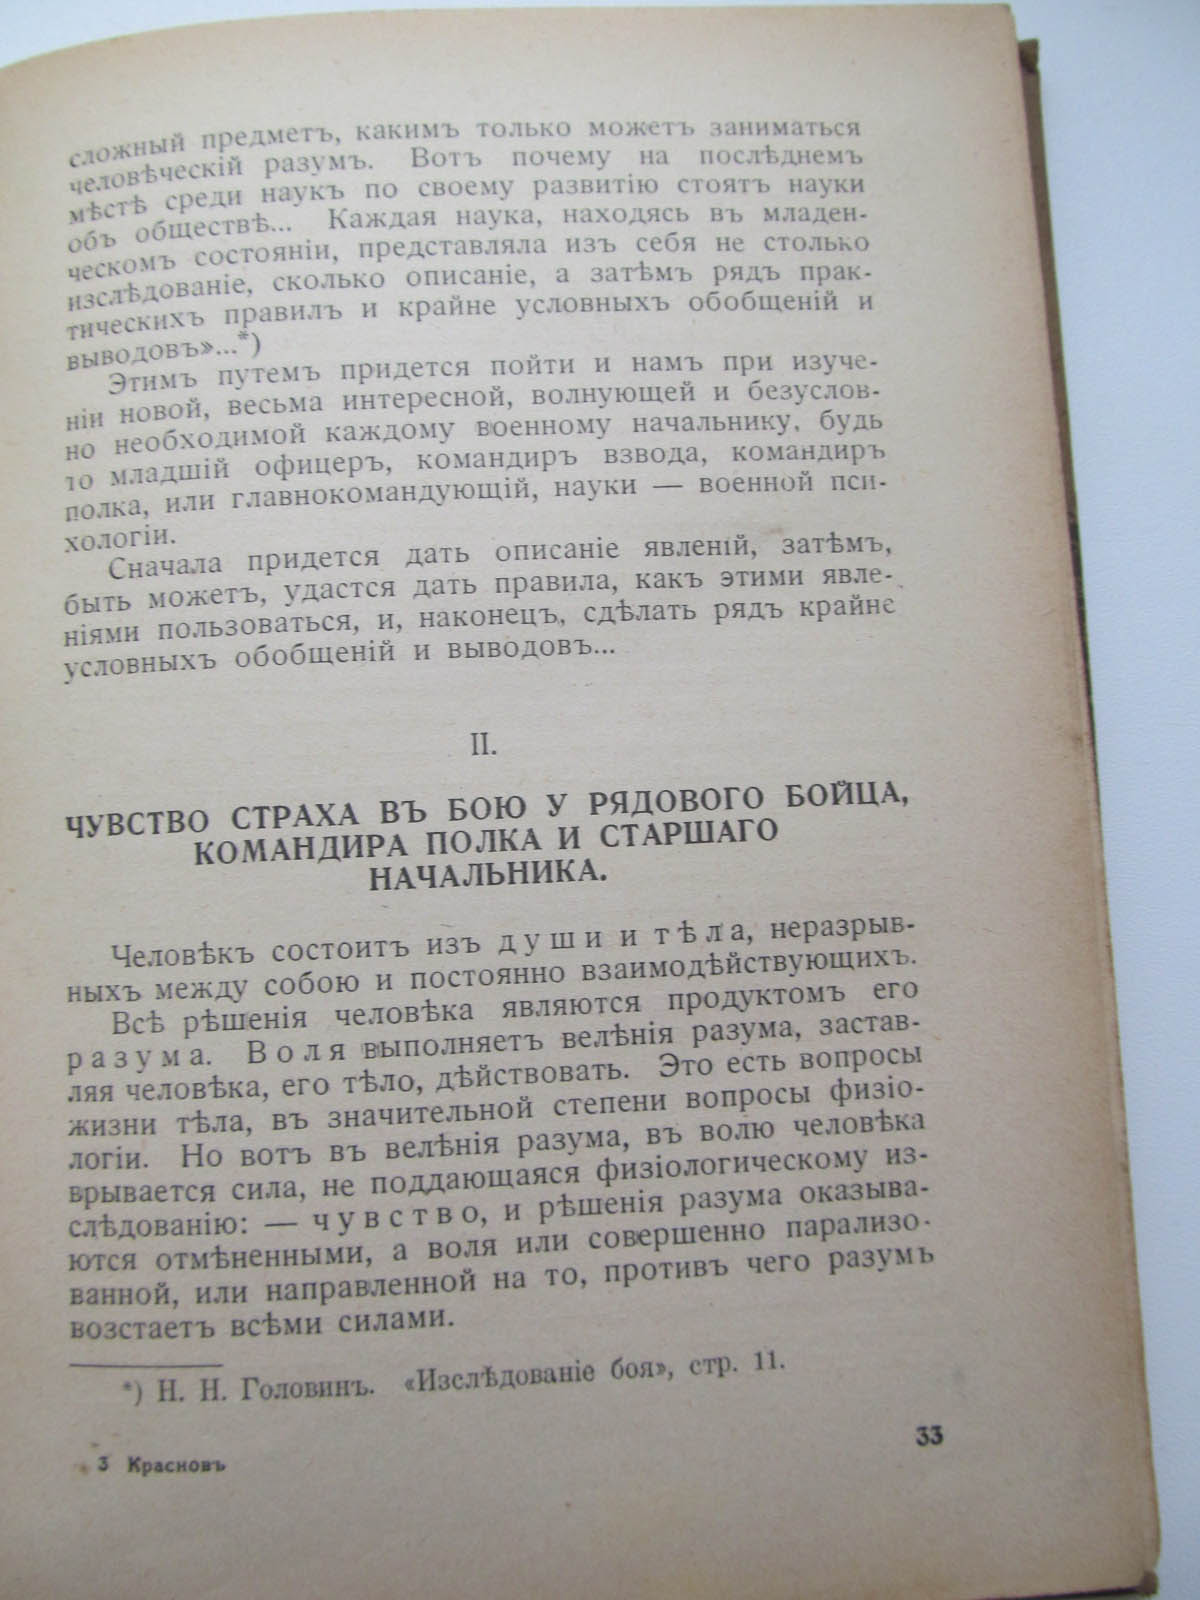 сложный предметъ, какимъ только можетъ заниматься
человѣческій разумъ. Вотъ почему на послѣднемъ
мѣстѣ среди наукъ по своему развитію стоятъ науки
объ обществѣ... Каждая наука, находясь въ младен-
ческомъ состояніи, представляла изъ себя не столько
изслѣдованіе, сколько описаніе, а затѣмъ рядъ прак-
тическихъ правилъ и крайне условныхъ обобщеній и
выводовъ»...*)
Этимъ путемъ придется пойти и намъ при изуче-
ніи новой, весьма интересной, волнующей и безуслов-
но необходимой каждому военному начальнику, будь
то младшій офицеръ, командиръ взвода, командиръ
полка, или главнокомандующій, науки — военной пси-
хологіи.
Сначала придется дать описаніе явленій, затѣмъ,
быть можетъ, удастся дать правила, какъ этими явле-
ніями пользоваться, и, наконецъ, сдѣлать рядъ крайне
условныхъ обобщеній и выводовъ...
II.
ЧУВСТВО СТРАХА ВЪ БОЮ У РЯДОВОГО БОЙЦА,
КОМАНДИРА ПОЛКА И СТАРШАГО
НАЧАЛЬНИКА.
Человѣкъ состоитъ изъ души и тѣла, неразрыв-
ныхъ между собою и постоянно взаимодѣйствующихъ.
Всѣ рѣшенія человѣка являются продуктомъ его
разума. Воля выполняетъ велѣнія разума, застав-
ляя человѣка, его тѣло, дѣйствовать. Это есть вопросы
жизни тѣла, въ значительной степени вопросы физіо-
логіи. Но вотъ въ велѣнія разума, въ волю человѣка
врывается сила, не поддающаяся физіологическому из-
слѣдованію: — чувство, и рѣшенія разума оказыва-
ются отмѣненными, а воля или совершенно парализо-
ванной, или направленной на то, противъ чего разумъ
возстаетъ всѣми силами.
*) Н. Н. Головинъ. «Изслѣдованіе боя», стр. 11.
33
3 Красновъ